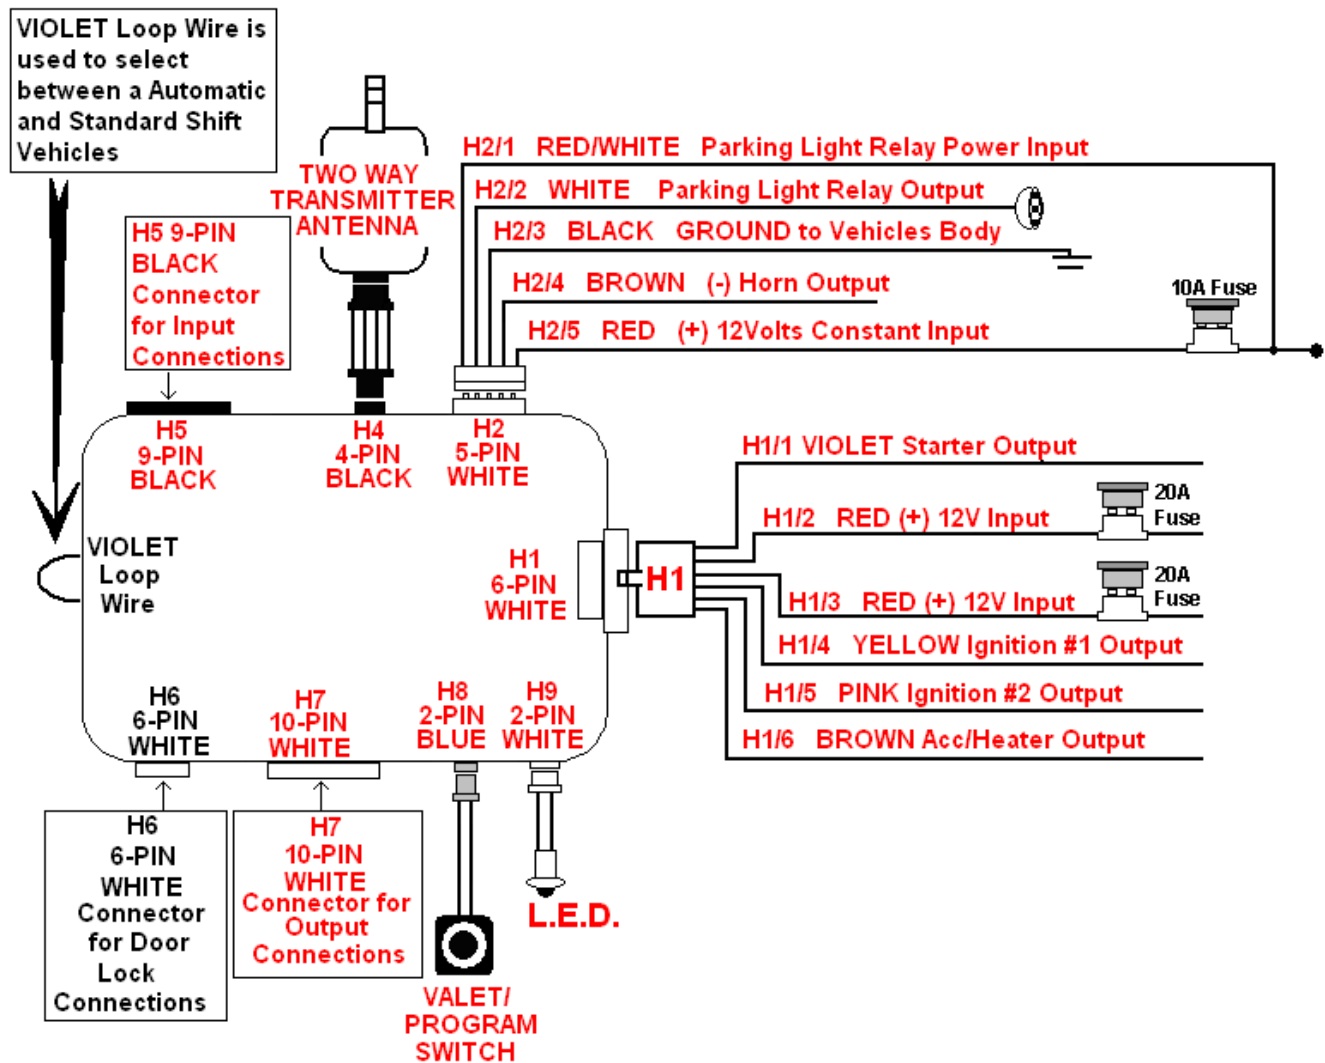 VIOLET Loop Wire is
used to select
between a Automatic
and Standard Shift
Vehicles
TWO WAY
TRANSMITTER
ANTENNA
H2/1 RED/WHITE Parking Light Relay Power Input
H2/2 WHITE Parking Light Relay Output
H2/3 BLACK GROUND to Vehicles Body
H2/4 BROWN (-) Horn Output
H2/5 RED (+) 12Volts Constant Input
10A Fuse
H5 9-PIN
BLACK
Connector
for Input
Connections
H5
9-PIN
BLACK
H4
4-PIN
BLACK
H2
5-PIN
WHITE
H1/1 VIOLET Starter Output
H1/2 RED (+) 12V Input
20A
Fuse
H1/3 RED (+) 12V Input
20A
Fuse
H1/4 YELLOW Ignition #1 Output
H1/5 PINK Ignition #2 Output
H1/6 BROWN Acc/Heater Output
VIOLET
Loop
Wire
H1
6-PIN
WHITE
H1
H6
6-PIN
WHITE
H7
10-PIN
WHITE
H8
2-PIN
BLUE
H9
2-PIN
WHITE
H6
6-PIN
WHITE
Connector
for Door
Lock
Connections
H7
10-PIN
WHITE
Connector for
Output
Connections
L.E.D.
VALET/
PROGRAM
SWITCH